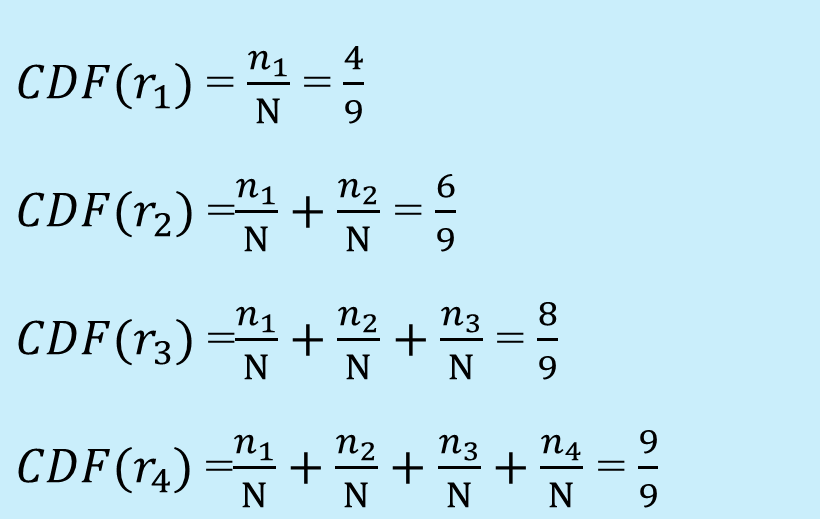 CDF(r₁) = n₁/N = 4/9
CDF(r₂) = n₁/N + n₂/N = 6/9
CDF(r₃) = n₁/N + n₂/N + n₃/N = 8/9
CDF(r₄) = n₁/N + n₂/N + n₃/N + n₄/N = 9/9